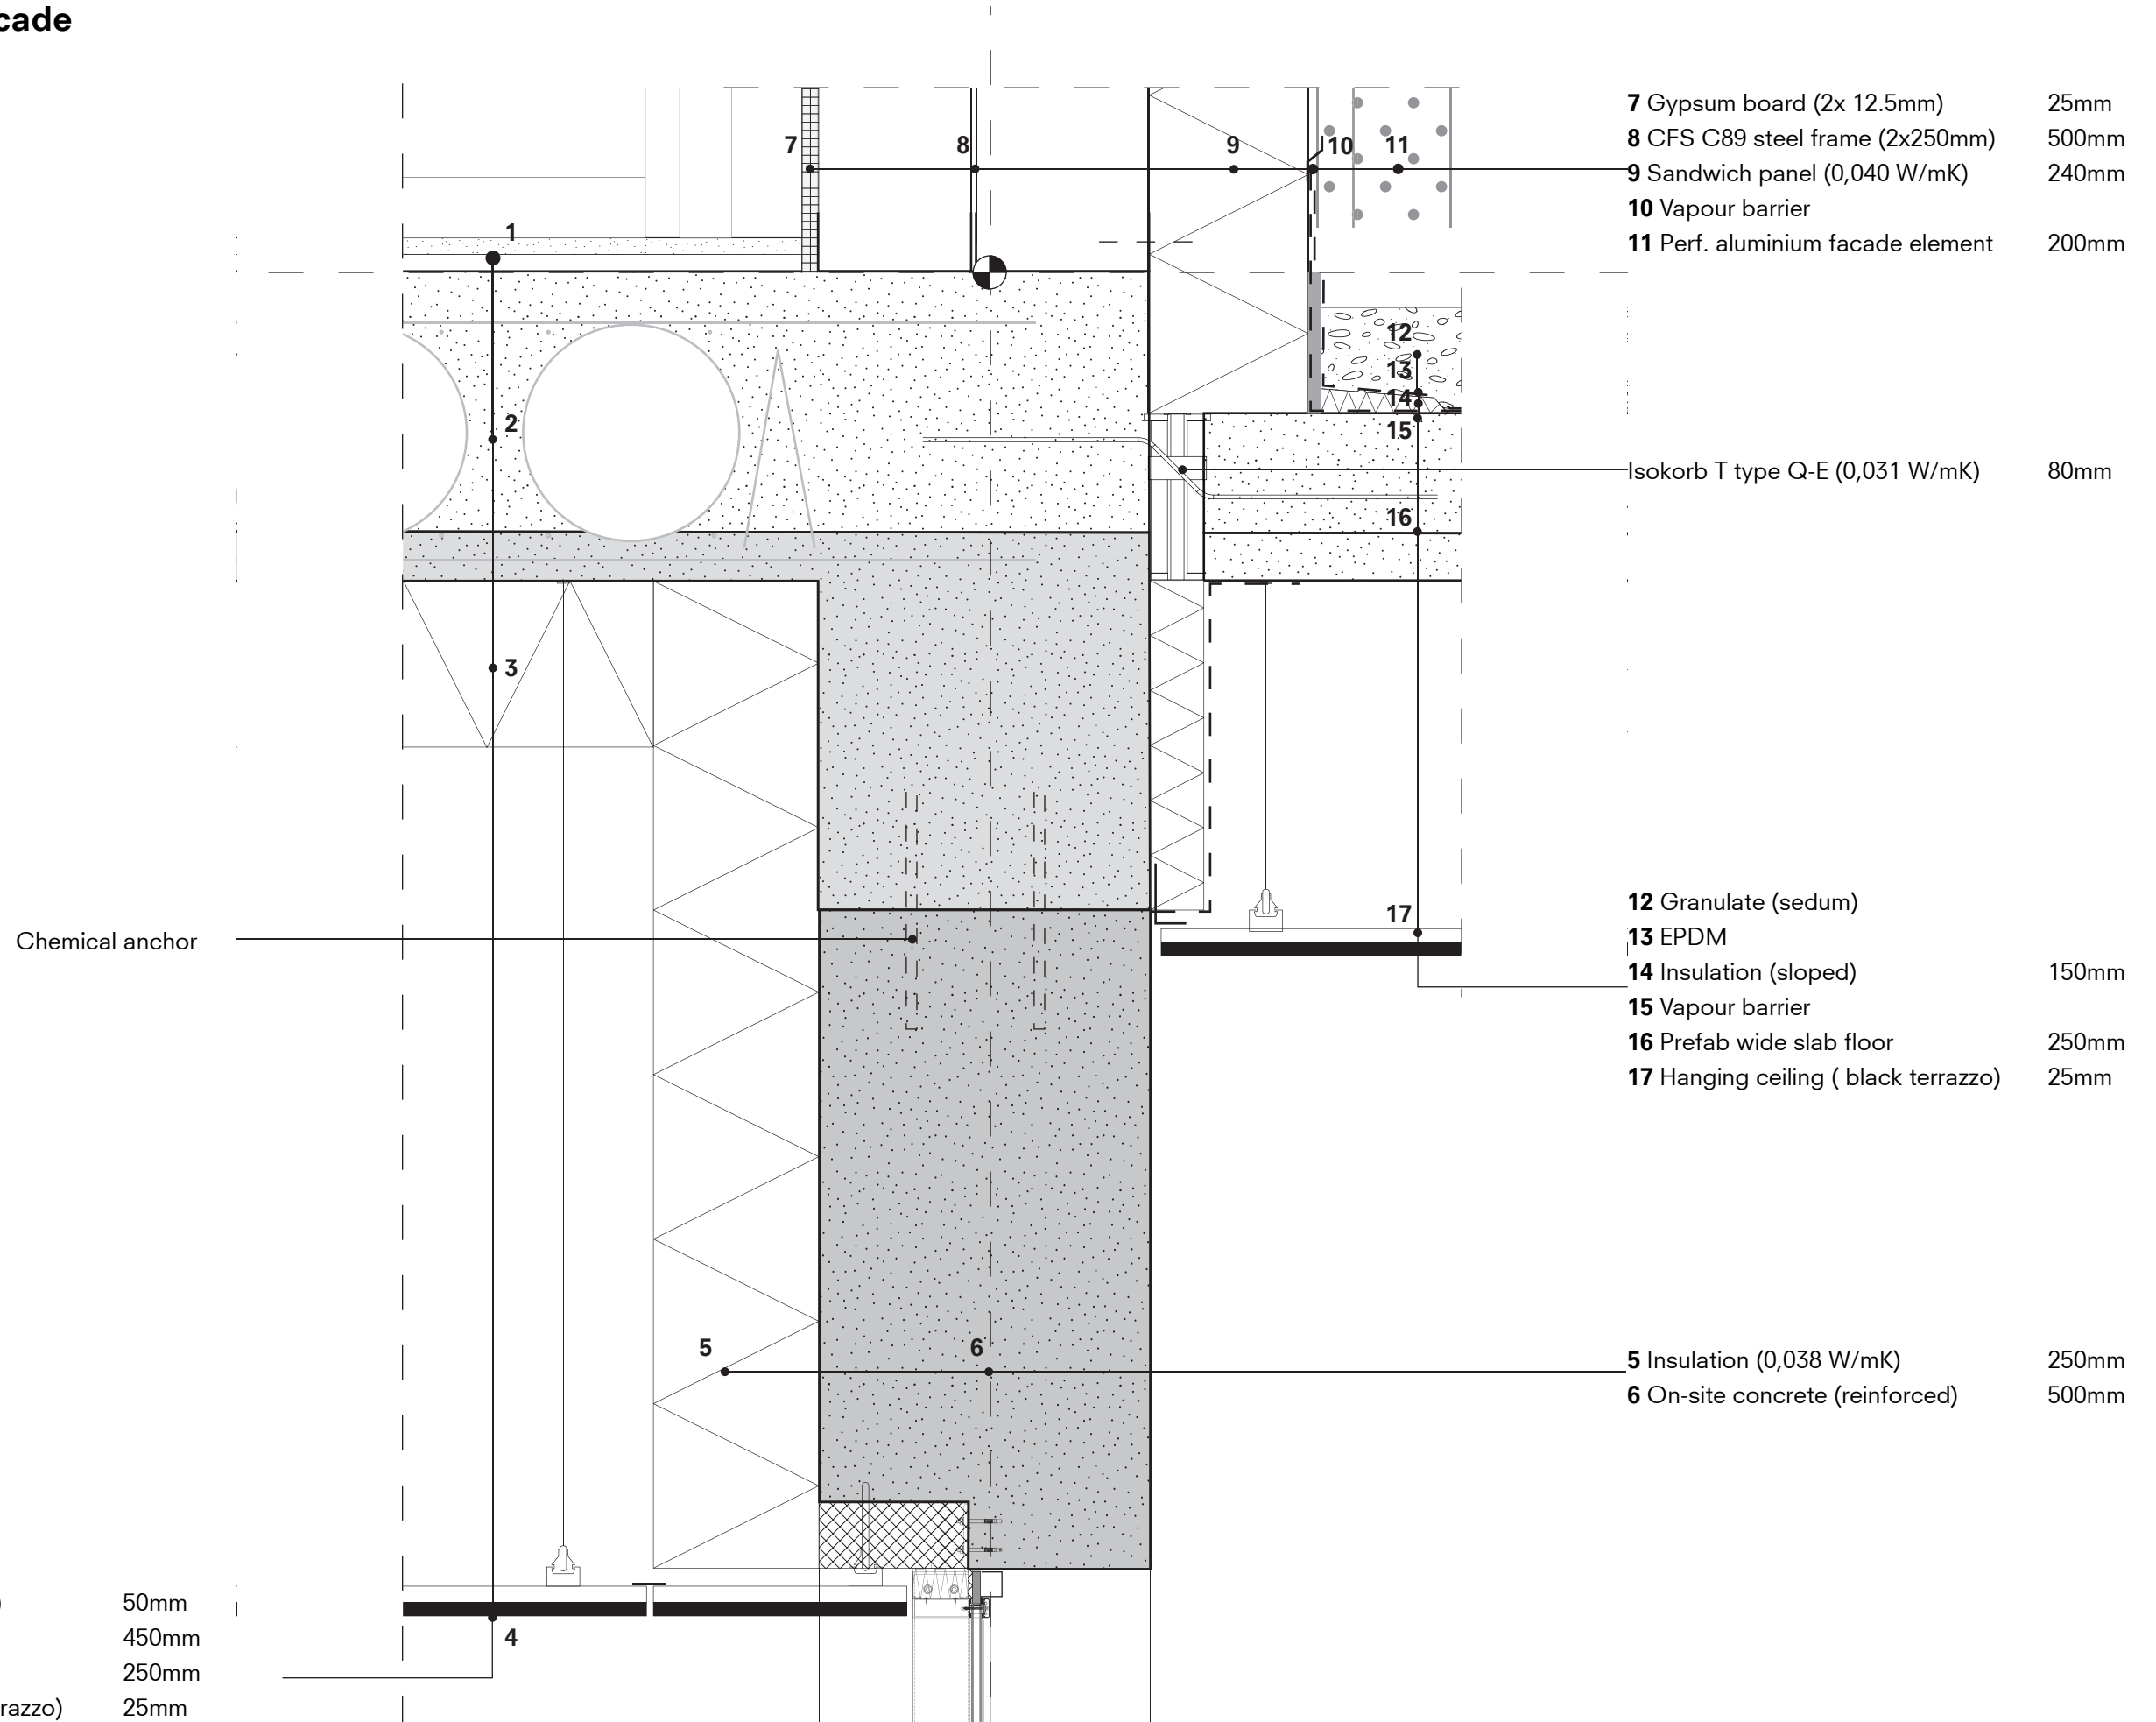 cade
7 Gypsum board (2x 12.5mm) 25mm
8 CFS C89 steel frame (2x250mm) 500mm
9 Sandwich panel (0,040 W/mK) 240mm
10 Vapour barrier
11 Perf. aluminium facade element 200mm
7
8
9
10
11
1
2
3
12
13
14
15
16
Isokorb T type Q-E (0,031 W/mK) 80mm
17
Chemical anchor
12 Granulate (sedum)
13 EPDM
14 Insulation (sloped) 150mm
15 Vapour barrier
16 Prefab wide slab floor 250mm
17 Hanging ceiling ( black terrazzo) 25mm
5
6
5 Insulation (0,038 W/mK) 250mm
6 On-site concrete (reinforced) 500mm
4
) 50mm
450mm
250mm
razzo) 25mm